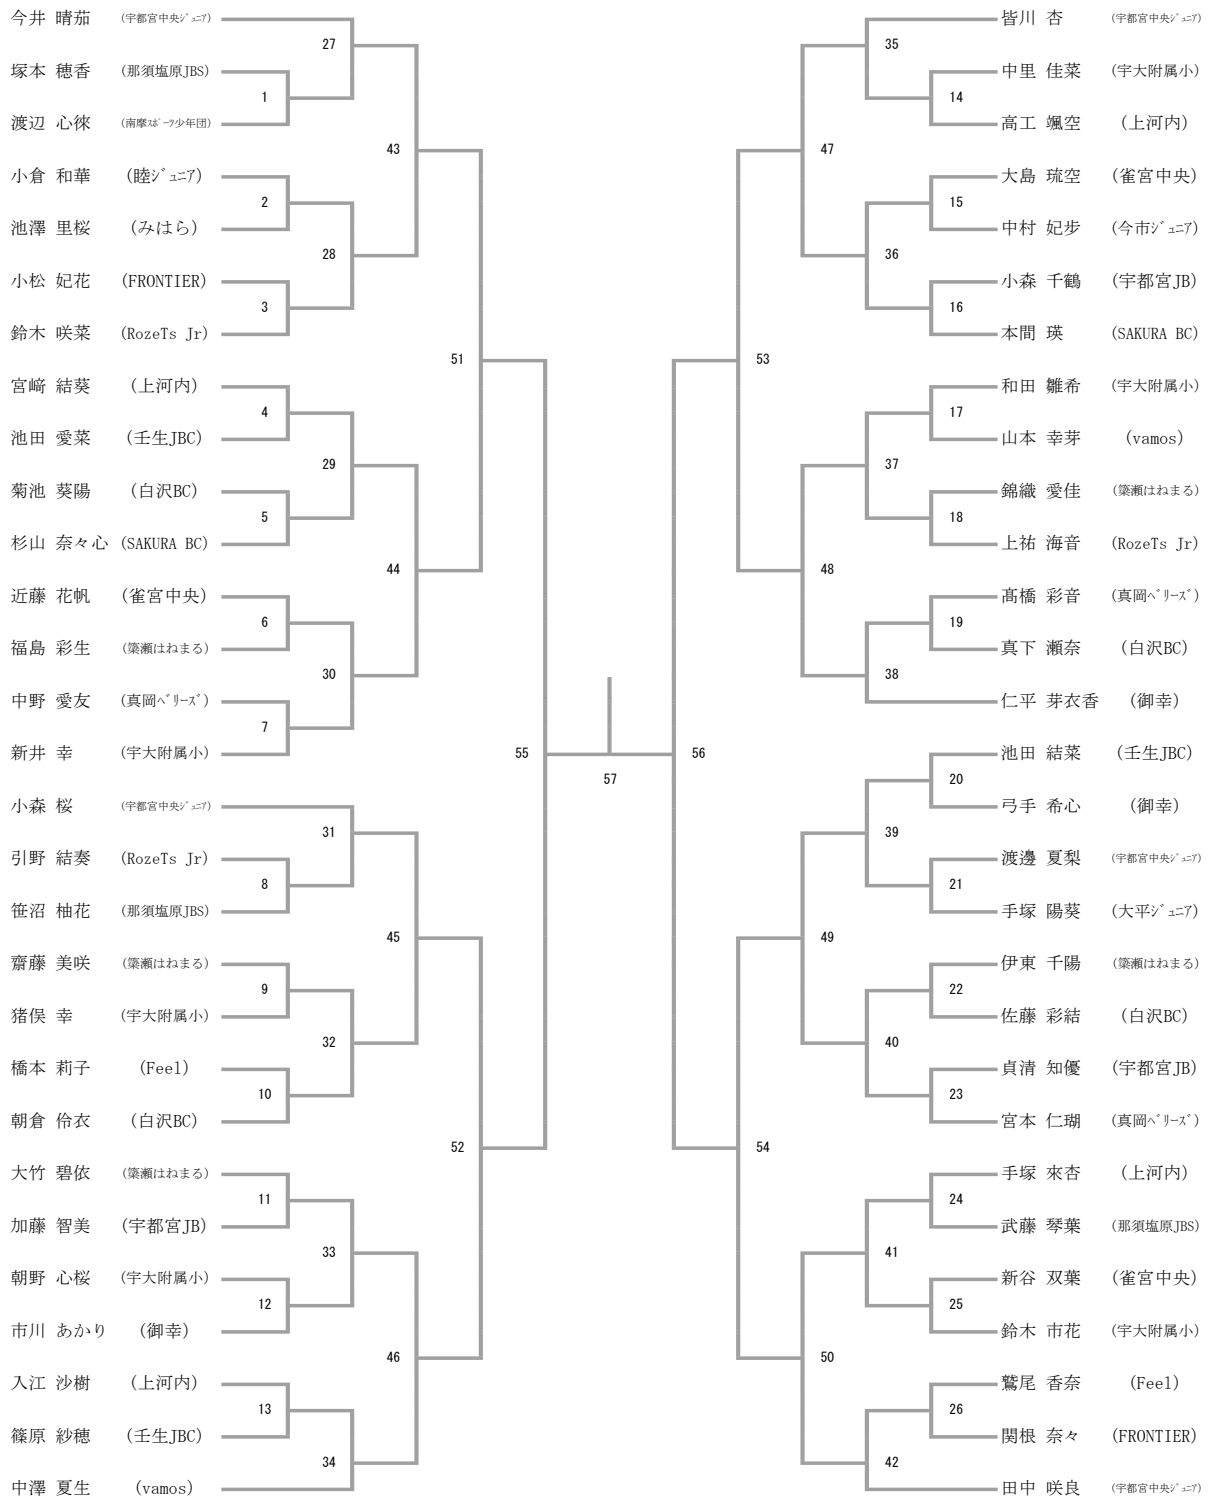 今井 晴茄 (宇都宮中央ジュニア)
27
塚本 穂香 (那須塩原JBS)
1
渡辺 心徠 (南摩スポーツ少年団)
43
小倉 和華 (睦ジュニア)
2
池澤 里桜 (みはら)
28
小松 妃花 (FRONTIER)
3
鈴木 咲菜 (RozeTs Jr)
51
宮﨑 結葵 (上河内)
4
池田 愛菜 (壬生JBC)
29
菊池 葵陽 (白沢BC)
5
杉山 奈々心 (SAKURA BC)
44
近藤 花帆 (雀宮中央)
6
福島 彩生 (簗瀬はねまる)
30
中野 愛友 (真岡ベリーズ)
7
新井 幸 (宇大附属小)
55
小森 桜 (宇都宮中央ジュニア)
31
引野 結奏 (RozeTs Jr)
8
笹沼 柚花 (那須塩原JBS)
45
齋藤 美咲 (簗瀬はねまる)
9
猪俣 幸 (宇大附属小)
32
橋本 莉子 (Feel)
10
朝倉 伶衣 (白沢BC)
52
大竹 碧依 (簗瀬はねまる)
11
加藤 智美 (宇都宮JB)
33
朝野 心桜 (宇大附属小)
12
市川 あかり (御幸)
46
入江 沙樹 (上河内)
13
篠原 紗穂 (壬生JBC)
34
中澤 夏生 (vamos)
57
皆川 杏 (宇都宮中央ジュニア)
35
中里 佳菜 (宇大附属小)
14
高工 颯空 (上河内)
47
大島 琉空 (雀宮中央)
15
中村 妃歩 (今市ジュニア)
36
小森 千鶴 (宇都宮JB)
16
本間 瑛 (SAKURA BC)
53
和田 雛希 (宇大附属小)
17
山本 幸芽 (vamos)
37
錦織 愛佳 (簗瀬はねまる)
18
上祐 海音 (RozeTs Jr)
48
髙橋 彩音 (真岡ベリーズ)
19
真下 瀬奈 (白沢BC)
38
仁平 芽衣香 (御幸)
56
池田 結菜 (壬生JBC)
20
弓手 希心 (御幸)
39
渡邊 夏梨 (宇都宮中央ジュニア)
21
手塚 陽葵 (大平ジュニア)
49
伊東 千陽 (簗瀬はねまる)
22
佐藤 彩結 (白沢BC)
40
貞清 知優 (宇都宮JB)
23
宮本 仁瑚 (真岡ベリーズ)
54
手塚 來杏 (上河内)
24
武藤 琴葉 (那須塩原JBS)
41
新谷 双葉 (雀宮中央)
25
鈴木 市花 (宇大附属小)
50
鷲尾 香奈 (Feel)
26
関根 奈々 (FRONTIER)
42
田中 咲良 (宇都宮中央ジュニア)